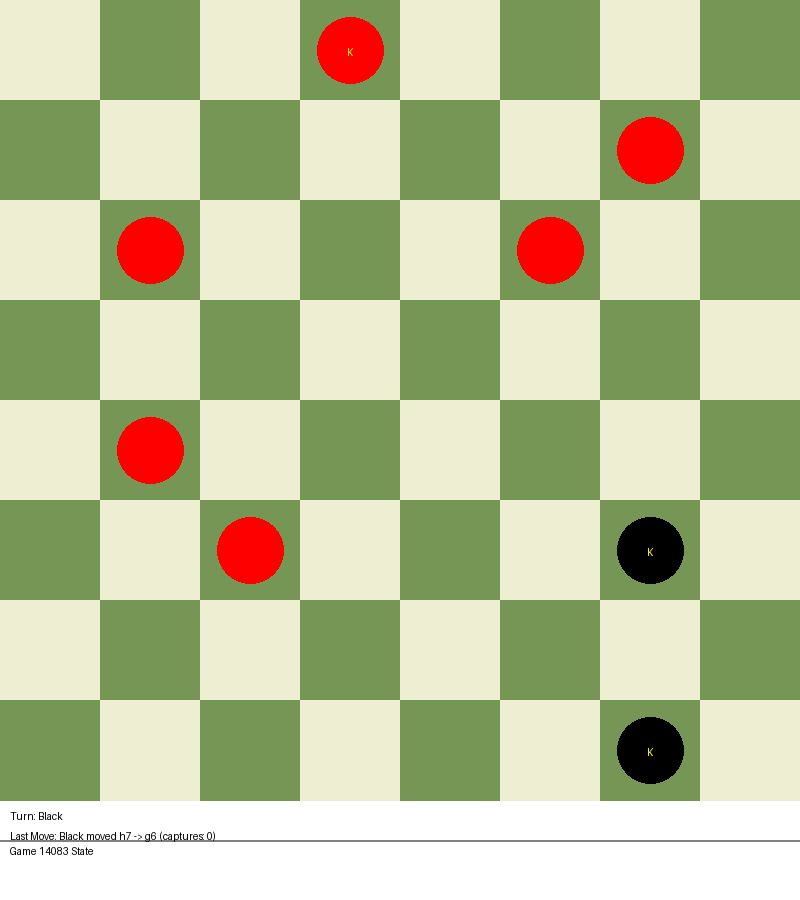 K
K
K
Turn: Black
Last Move: Black moved h7 -> g6 (captures: 0)
Game 14083 State